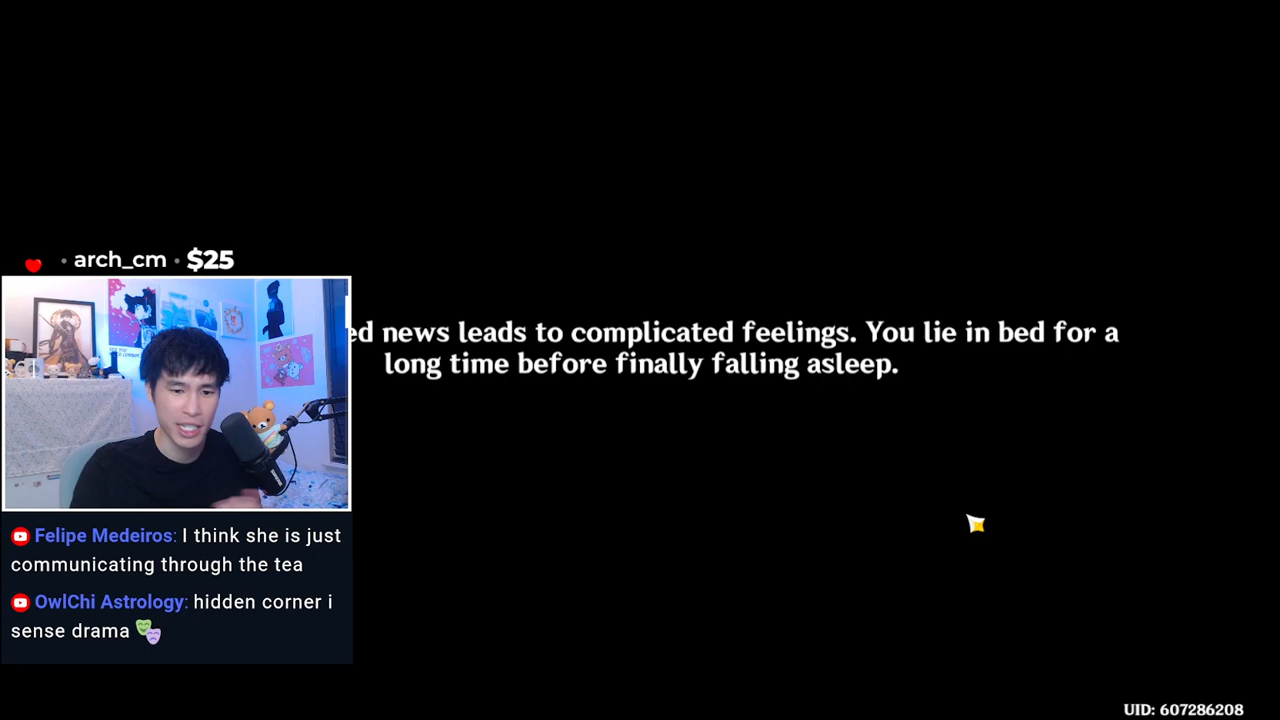 • arch_cm • $25
news leads to complicated feelings. You lie in bed for a
long time before finally falling asleep.
Felipe Medeiros: I think she is just
communicating through the tea
OwlChi Astrology: hidden corner i
sense drama
UID: 607286208